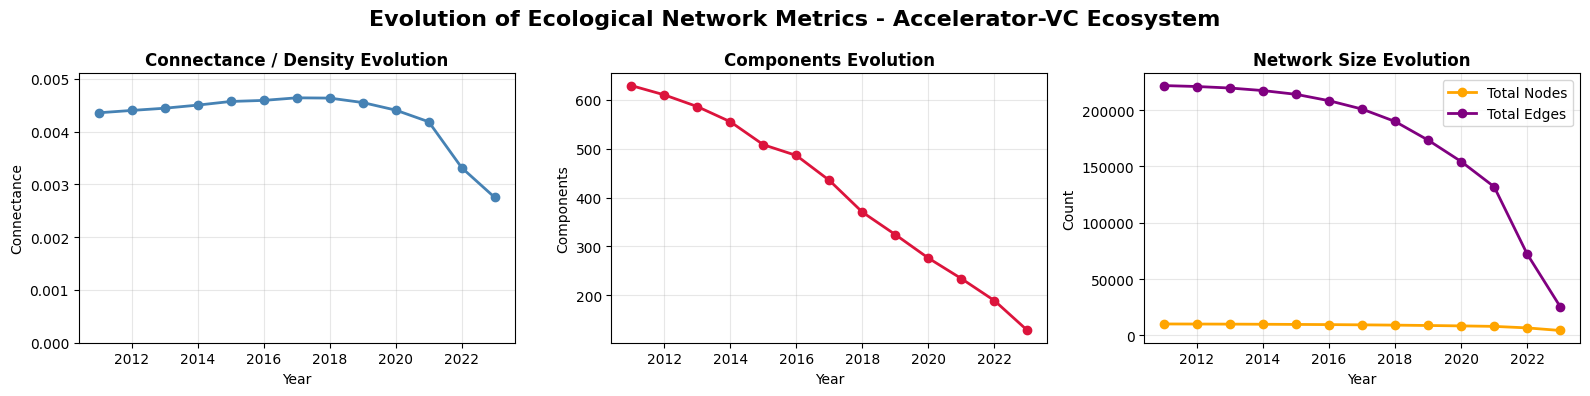 Evolution of Ecological Network Metrics - Accelerator-VC Ecosystem
Connectance / Density Evolution
0.005
0.004
0.003
0.002
0.001
0.000
Connectance
2012 2014 2016 2018 2020 2022
Year
Components Evolution
600
500
400
300
200
Components
2012 2014 2016 2018 2020 2022
Year
Network Size Evolution
Total Nodes
Total Edges
200000
150000
100000
50000
0
Count
2012 2014 2016 2018 2020 2022
Year